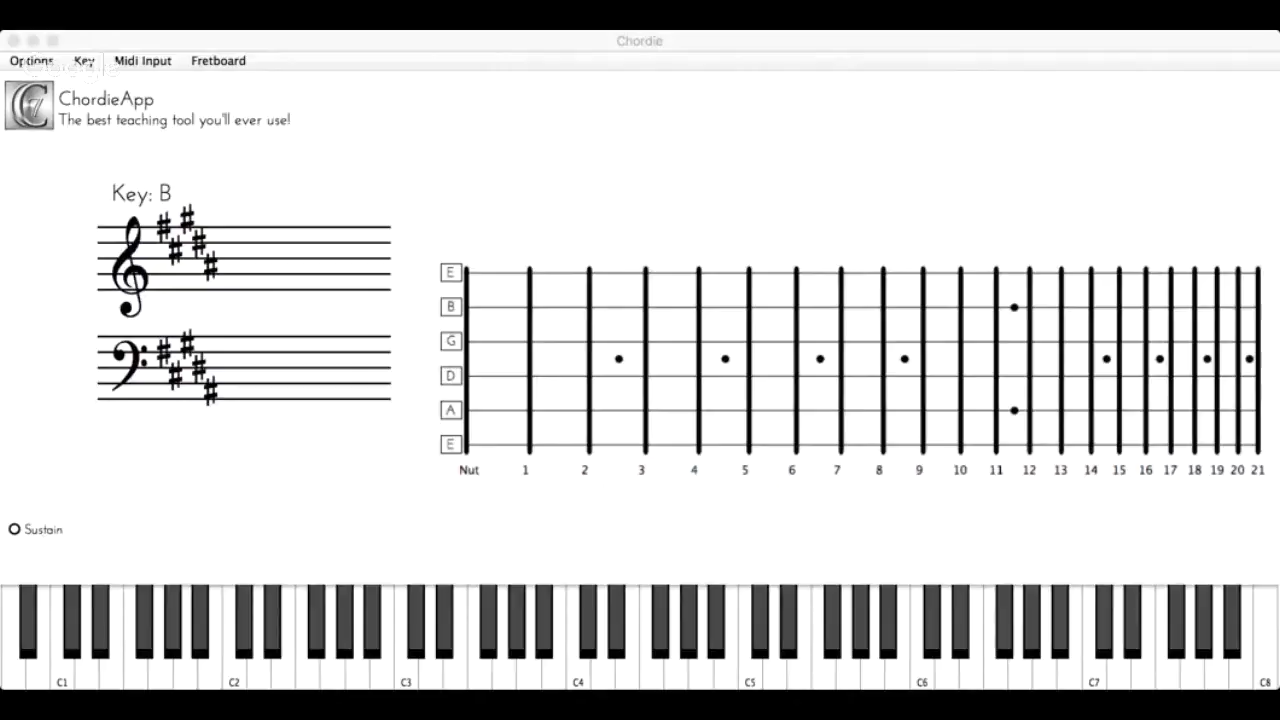 Chordie
Options Key Midi Input Fretboard
ChordieApp
The best teaching tool you'll ever use!
Key: B
E
B
G
D
A
E
Nut 1 2 3 4 5 6 7 8 9 10 11 12 13 14 15 16 17 18 19 20 21
Sustain
C1 C2 C3 C4 C5 C6 C7 C8